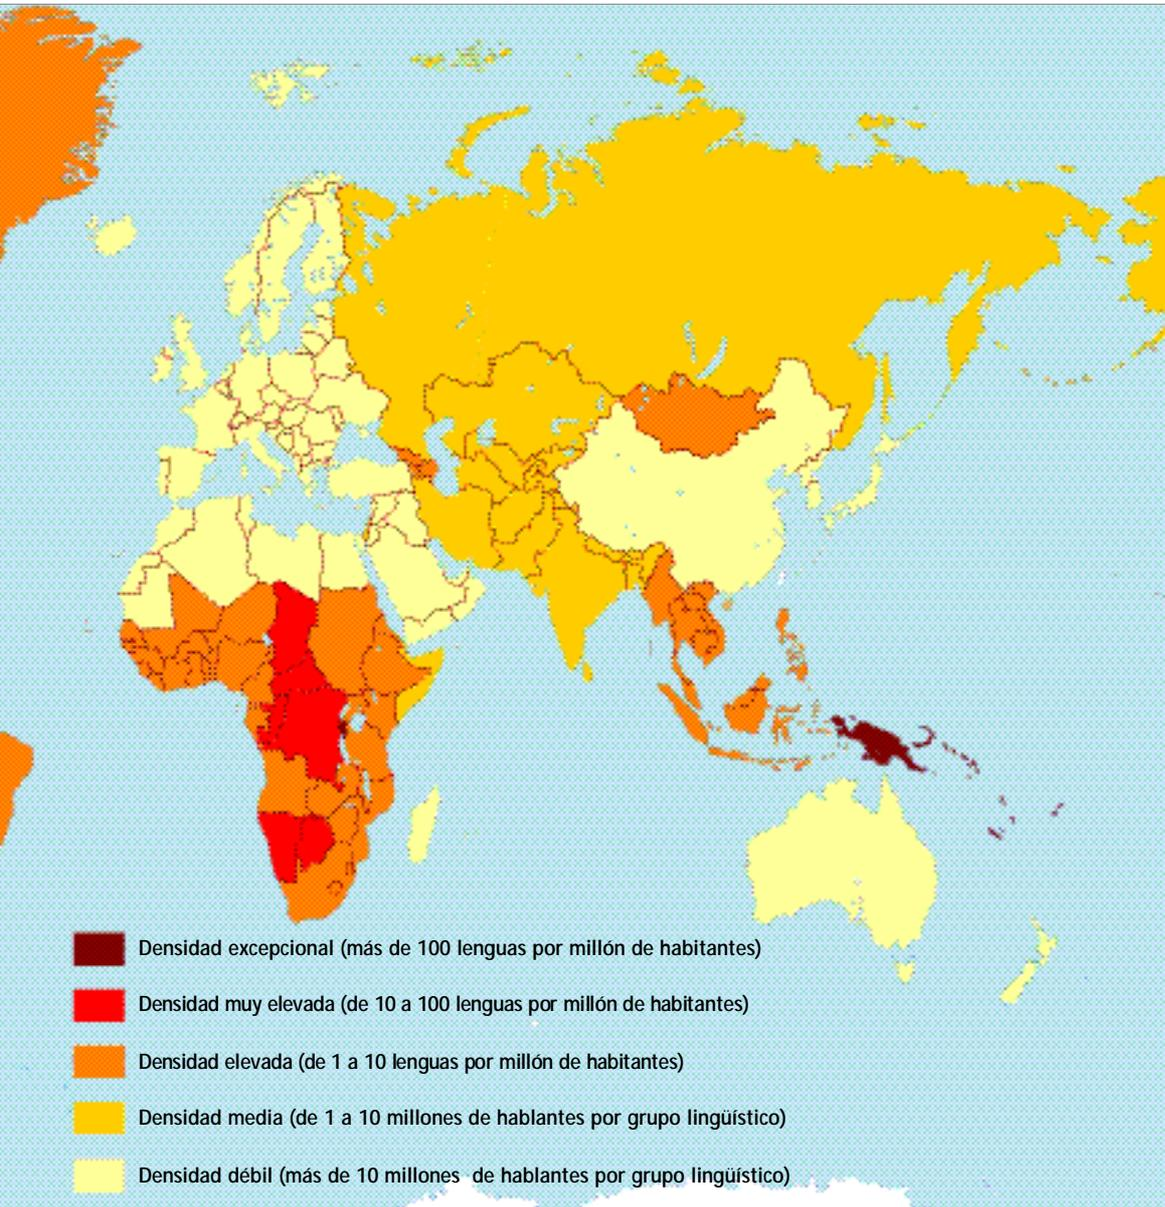 Densidad excepcional (más de 100 lenguas por millón de habitantes)
Densidad muy elevada (de 10 a 100 lenguas por millón de habitantes)
Densidad elevada (de 1 a 10 lenguas por millón de habitantes)
Densidad media (de 1 a 10 millones de hablantes por grupo lingüístico)
Densidad débil (más de 10 millones de hablantes por grupo lingüístico)